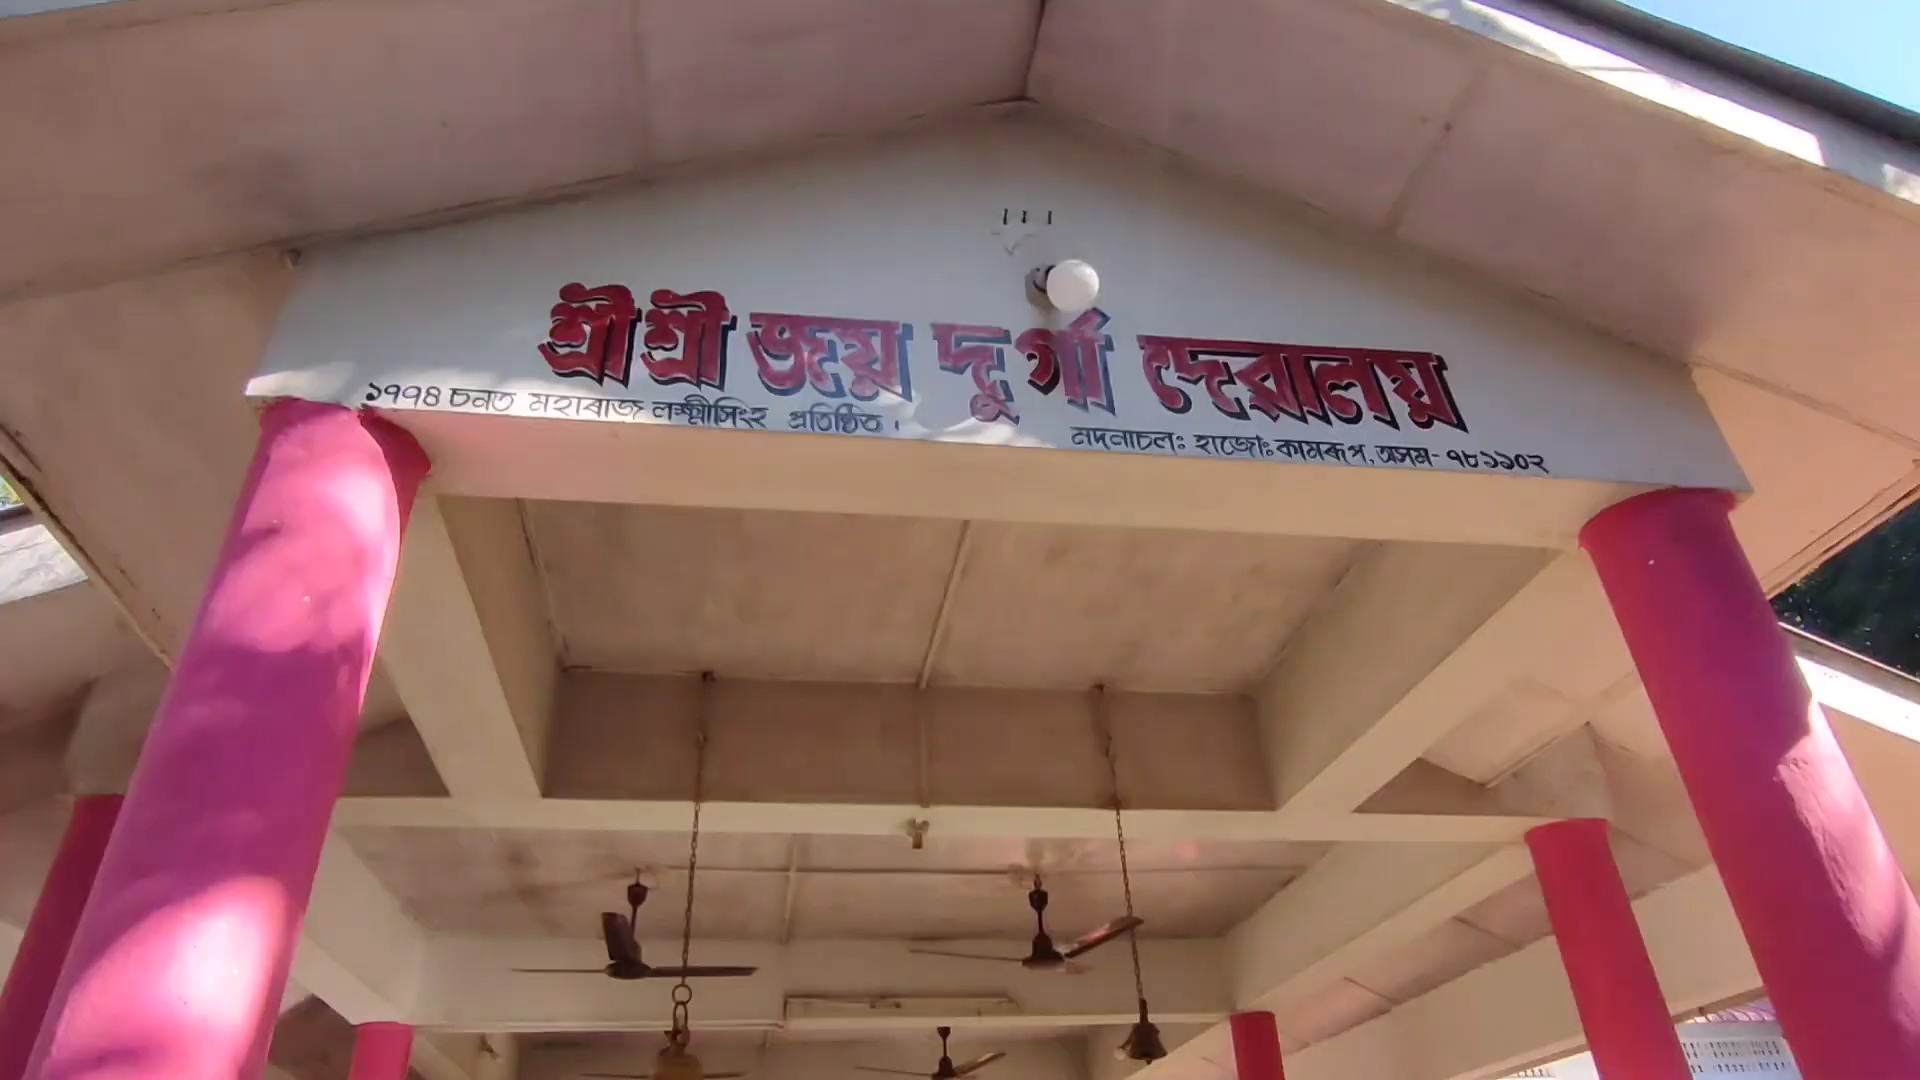 শ্ৰীশ্ৰী জয় দুৰ্গা দেৱালয়
১৭৭৪ চনত মহাৰাজ লক্ষ্মীসিংহ প্ৰতিষ্ঠিত।
মদনাচলঃ হাজোঃ কামৰূপ, অসম- ৭৮১১০২